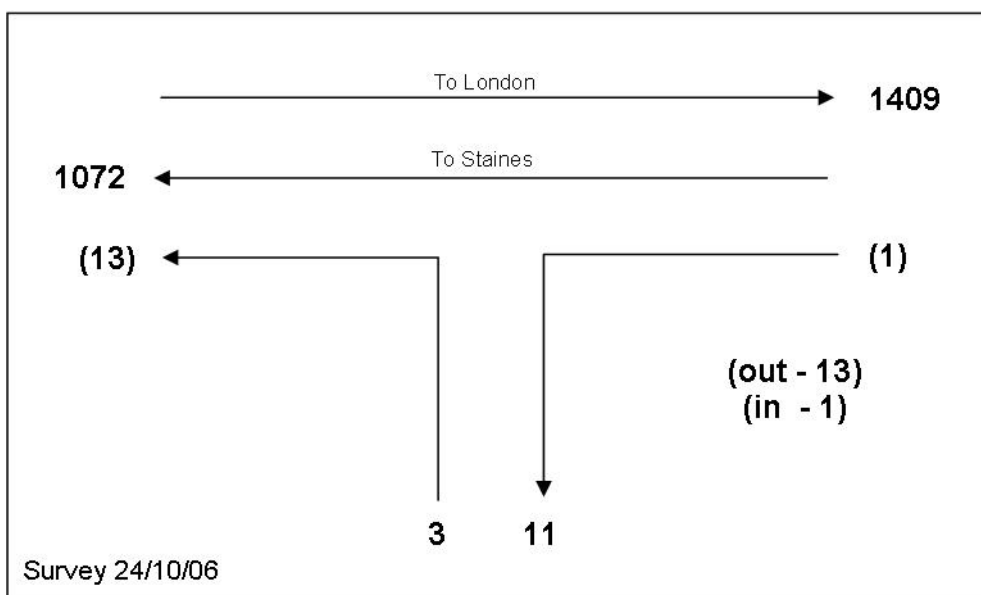 To London
1409
To Staines
1072
(13)
(1)
(out - 13)
(in - 1)
3
11
Survey 24/10/06